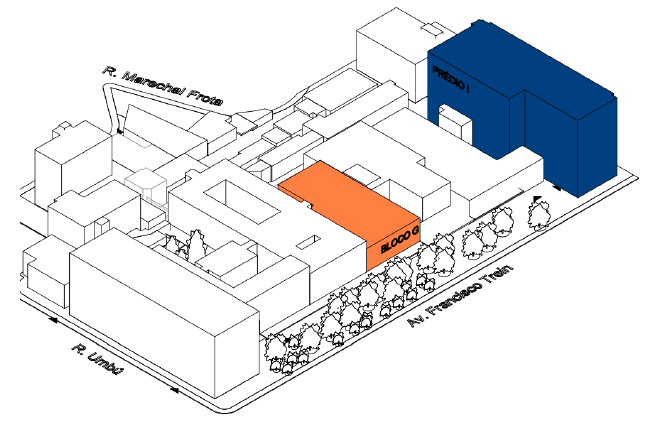 R. Marechal Frota
PRÉDIO I
BLOCO G
Av. Francisco Trein
R. Umbú